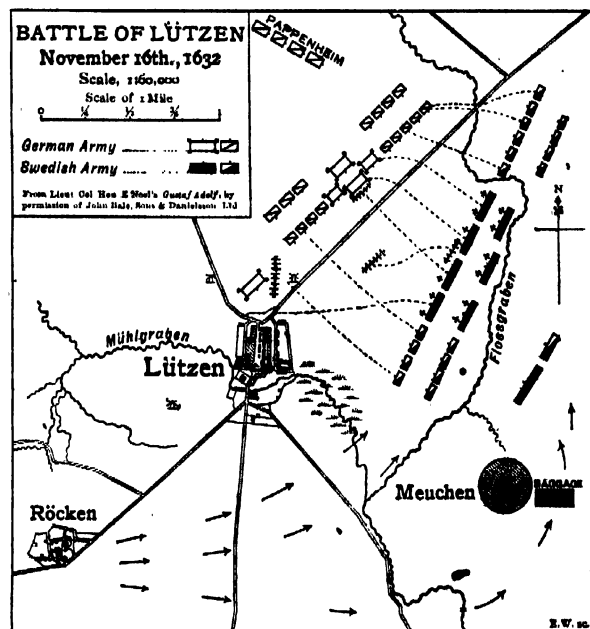 BATTLE OF LÜTZEN
November 16th., 1632
Scale, 1:60,000
Scale of 1 Mile
0 ¼ ½ ¾
German Army
Swedish Army
From Lieut Col Hon E Noel's Gustaf Adolf, by
permission of John Bale, Sons & Danielsson Ltd
PAPPENHEIM
N
Mühlgraben
Lützen
Flossgraben
Röcken
Meuchen
BAGGAGE
E.W. sc.